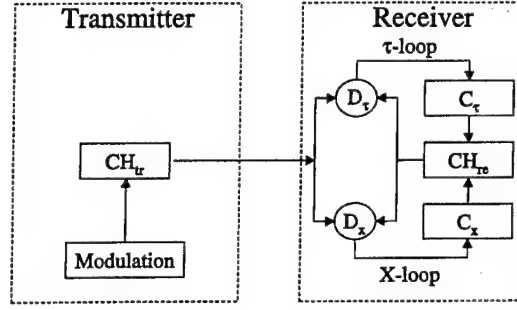 Transmitter
Receiver
τ-loop
D_τ
C_τ
CH_tr
CH_re
D_x
C_x
Modulation
X-loop